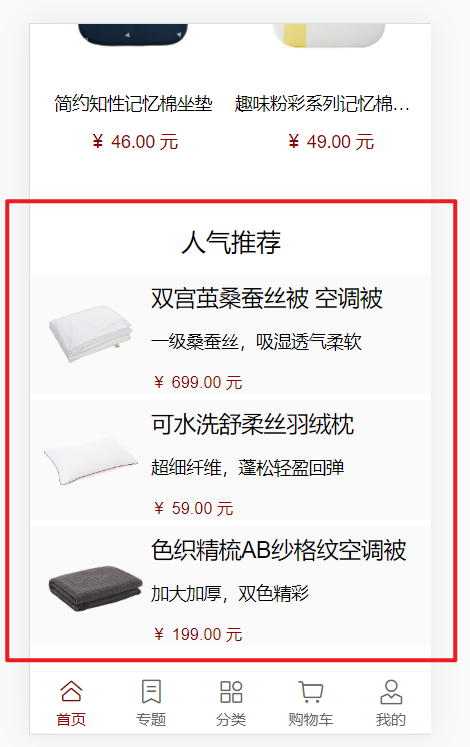 简约知性记忆棉坐垫 趣味粉彩系列记忆棉…
¥ 46.00 元 ¥ 49.00 元
人气推荐
双宫茧桑蚕丝被 空调被
一级桑蚕丝，吸湿透气柔软
¥ 699.00 元
可水洗舒柔丝羽绒枕
超细纤维，蓬松轻盈回弹
¥ 59.00 元
色织精梳AB纱格纹空调被
加大加厚，双色精彩
¥ 199.00 元
首页 专题 分类 购物车 我的